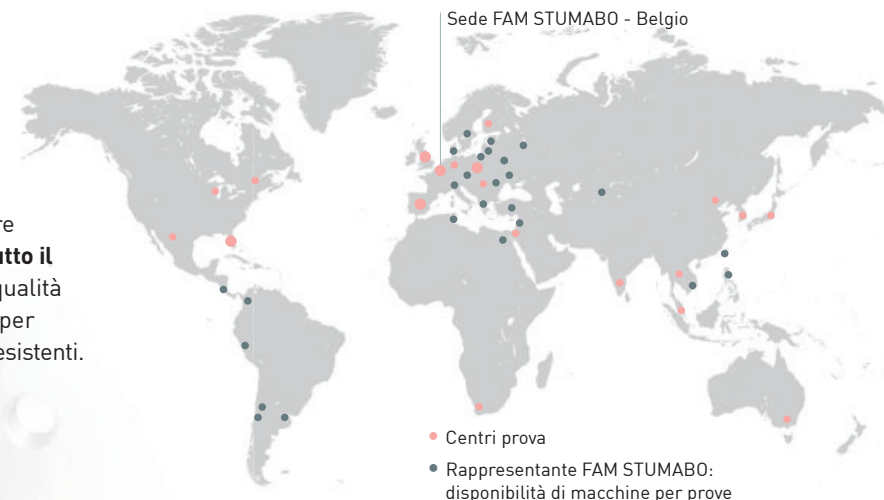 Sede FAM STUMABO - Belgio
utto il
qualità
per
esistenti.
Centri prova
Rappresentante FAM STUMABO:
disponibilità di macchine per prove